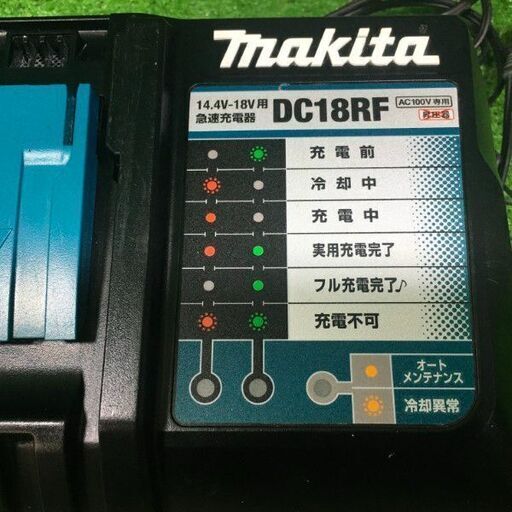 makita
14.4V-18V用
急速充電器
DC18RF
AC100V専用
昇圧器
充電前
冷却中
充電中
実用充電完了
フル充電完了♪
充電不可
オート
メンテナンス
冷却異常